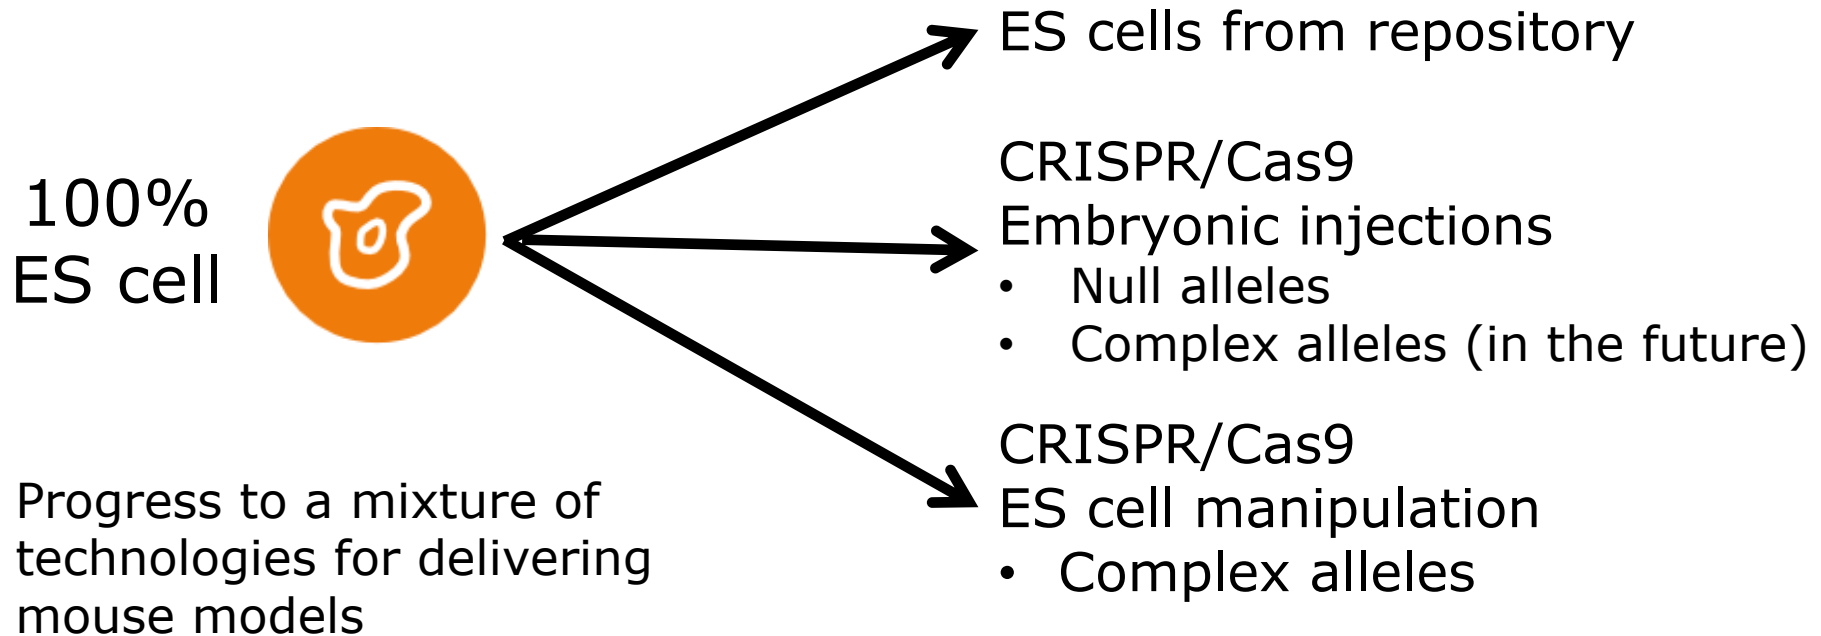 100%
ES cell
Progress to a mixture of
technologies for delivering
mouse models
ES cells from repository
CRISPR/Cas9
Embryonic injections
• Null alleles
• Complex alleles (in the future)
CRISPR/Cas9
ES cell manipulation
• Complex alleles